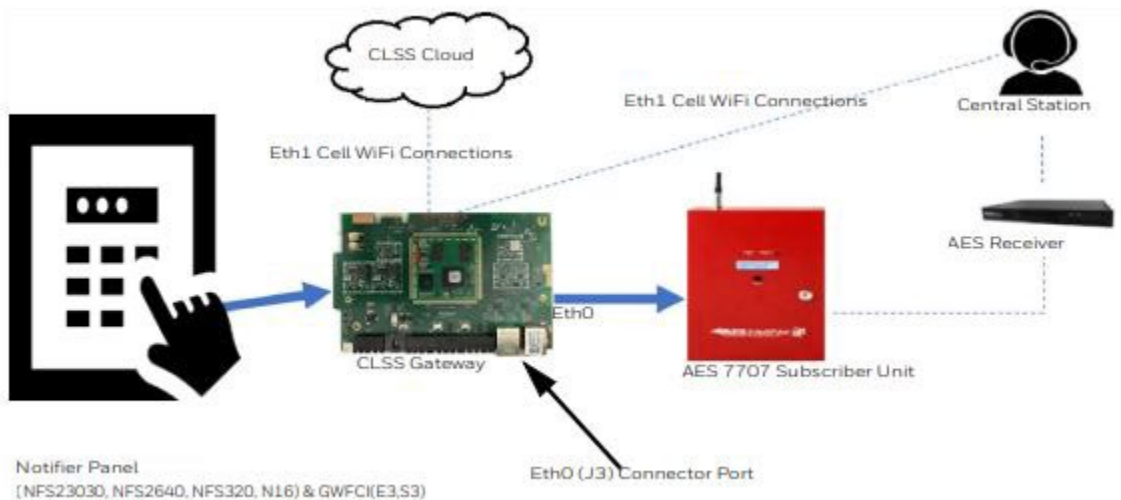 CLSS Cloud
Eth1 Cell WiFi Connections
Central Station
Eth1 Cell WiFi Connections
AES Receiver
Eth0
CLSS Gateway
AES 7707 Subscriber Unit
Eth0 (J3) Connector Port
Notifier Panel
(NFS23030, NFS2640, NFS320, N16) & GWFCI(E3,S3)